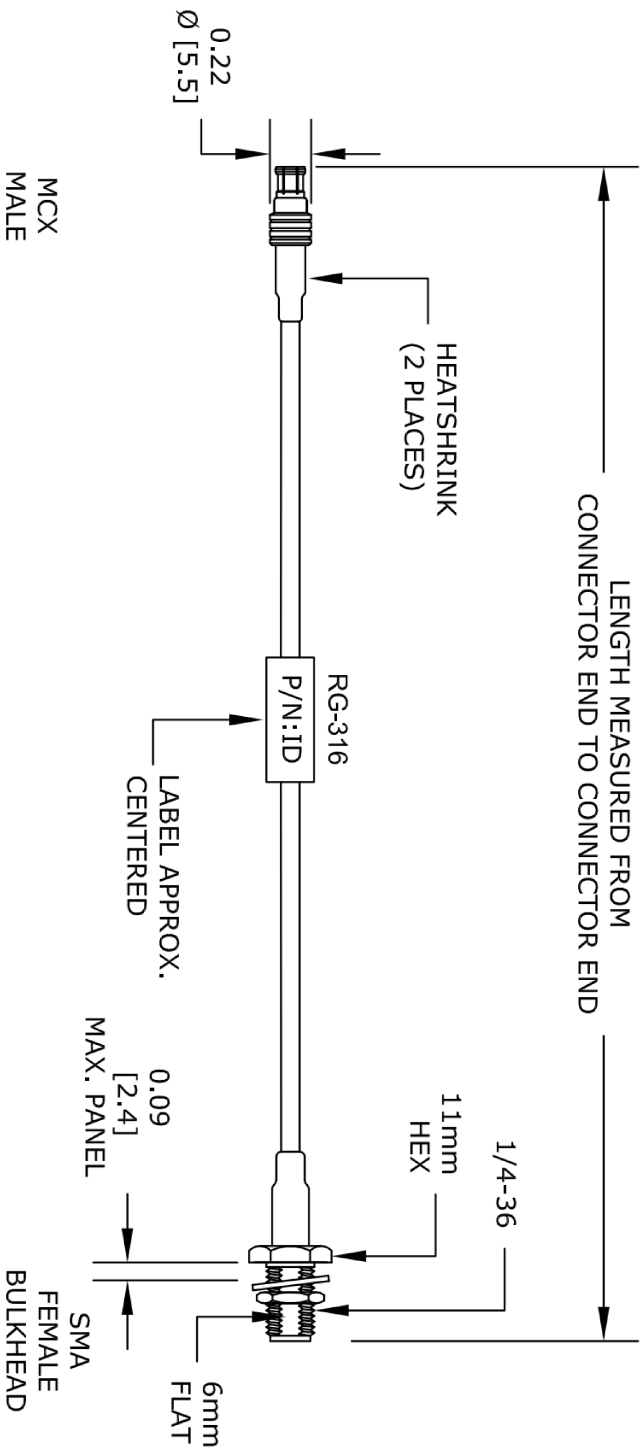 LENGTH MEASURED FROM
CONNECTOR END TO CONNECTOR END
0.22
Ø [5.5]
HEATSHRINK
(2 PLACES)
RG-316
P/N:ID
LABEL APPROX.
CENTERED
1/4-36
11mm
HEX
0.09
[2.4]
MAX. PANEL
6mm
FLAT
MCX
MALE
SMA
FEMALE
BULKHEAD